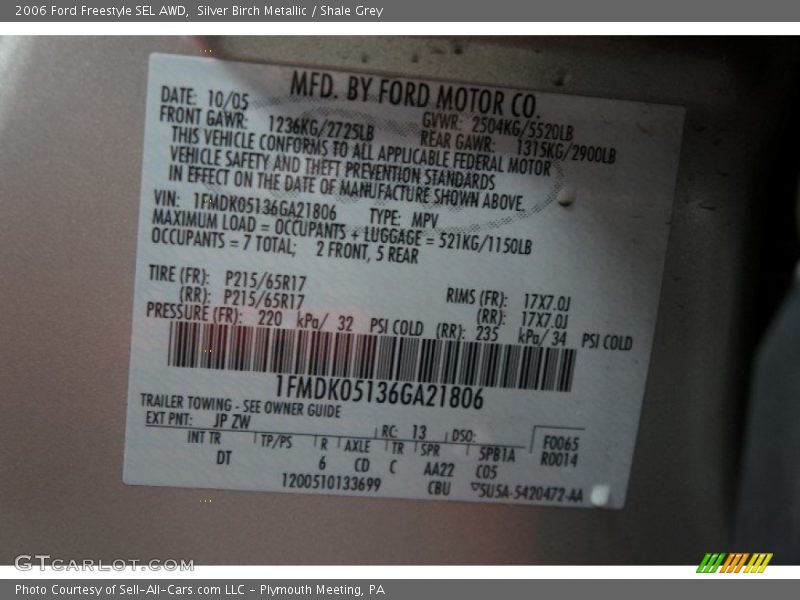 2006 Ford Freestyle SEL AWD,  Silver Birch Metallic / Shale Grey
MFD. BY FORD MOTOR CO.
DATE: 10/05 GVWR: 2504KG/5520LB
FRONT GAWR: 1236KG/2725LB REAR GAWR: 1315KG/2900LB
THIS VEHICLE CONFORMS TO ALL APPLICABLE FEDERAL MOTOR
VEHICLE SAFETY AND THEFT PREVENTION STANDARDS
IN EFFECT ON THE DATE OF MANUFACTURE SHOWN ABOVE.
VIN: 1FMDK05136GA21806 TYPE: MPV
MAXIMUM LOAD = OCCUPANTS + LUGGAGE = 521KG/1150LB
OCCUPANTS = 7 TOTAL; 2 FRONT, 5 REAR
TIRE (FR): P215/65R17 RIMS (FR): 17X7.0J
(RR): P215/65R17 (RR): 17X7.0J
PRESSURE (FR): 220 kPa/ 32 PSI COLD (RR): 235 kPa/ 34 PSI COLD
1FMDK05136GA21806
TRAILER TOWING - SEE OWNER GUIDE
EXT PNT: JP ZW RC: 13 DSO: F0065
INT TR TP/PS R AXLE TR SPR SPB1A R0014
DT 6 CD C AA22 C05
1200510133699 CBU 5U5A-5420472-AA
GTCarLot.com
Photo Courtesy of Sell-All-Cars.com LLC - Plymouth Meeting, PA